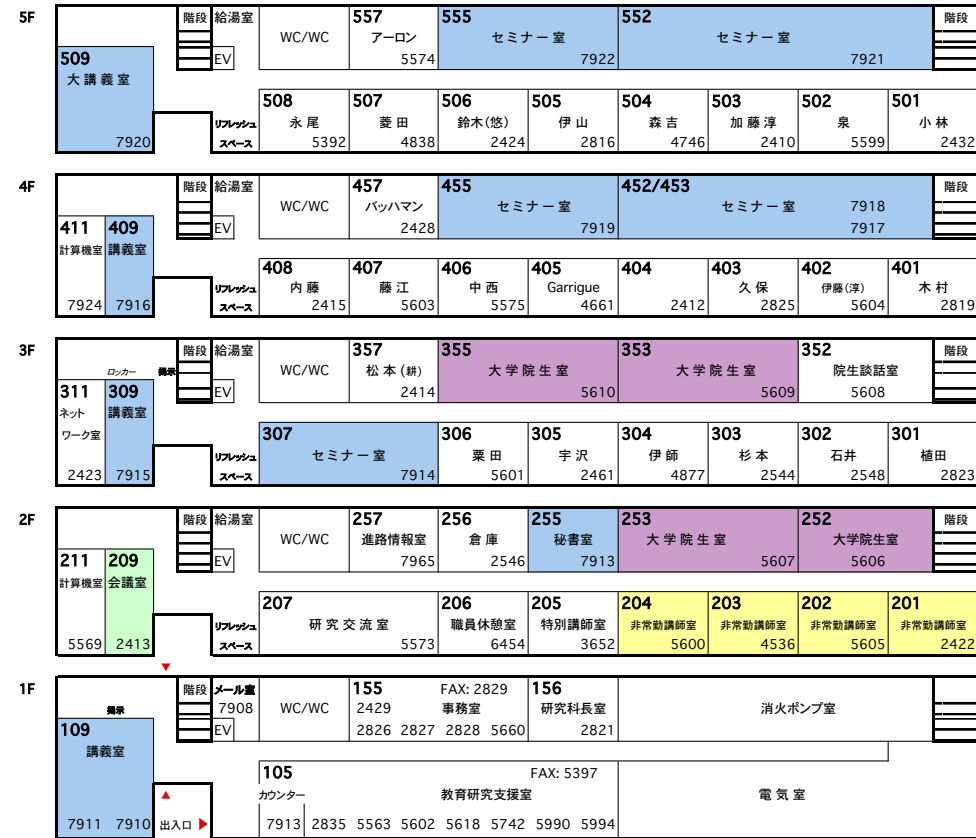 5F
階段 給湯室 557 555 552 階段
WC/WC アーロン セミナー室 セミナー室
509 EV 5574 7922 7921
大講義室
508 507 506 505 504 503 502 501
リフレッシュ 永尾 菱田 鈴木(悠) 伊山 森吉 加藤淳 泉 小林
7920 スペース 5392 4838 2424 2816 4746 2410 5599 2432
4F
階段 給湯室 457 455 452/453 階段
WC/WC バッハマン セミナー室 セミナー室 7918
411 409 EV 2428 7919 7917
計算機室 講義室
408 407 406 405 404 403 402 401
リフレッシュ 内藤 藤江 中西 Garrigue 久保 伊藤(淳) 木村
7924 7916 スペース 2415 5603 5575 4661 2412 2825 5604 2819
3F
階段 給湯室 357 355 353 352 階段
ロッカー 掲示 WC/WC 松本(耕) 大学院生室 大学院生室 院生談話室
311 309 EV 2414 5610 5609 5608
ネット 講義室
ワーク室 307 306 305 304 303 302 301
リフレッシュ セミナー室 栗田 宇沢 伊師 杉本 石井 植田
2423 7915 スペース 7914 5601 2461 4877 2544 2548 2823
2F
階段 給湯室 257 256 255 253 252 階段
WC/WC 進路情報室 倉庫 秘書室 大学院生室 大学院生室
211 209 EV 7965 2546 7913 5607 5606
計算機室 会議室
207 206 205 204 203 202 201
リフレッシュ 研究交流室 職員休憩室 特別講師室 非常勤講師室 非常勤講師室 非常勤講師室 非常勤講師室
5569 2413 スペース 5573 6454 3652 5600 4536 5605 2422
1F
階段 メール室 155 FAX: 2829 156 階段
掲示 7908 WC/WC 2429 事務室 研究科長室 消火ポンプ室
109 EV 2826 2827 2828 5660 2821
講義室
105 FAX: 5397
カウンター 教育研究支援室 電気室
7911 7910 出入口 7913 2835 5563 5602 5618 5742 5990 5994